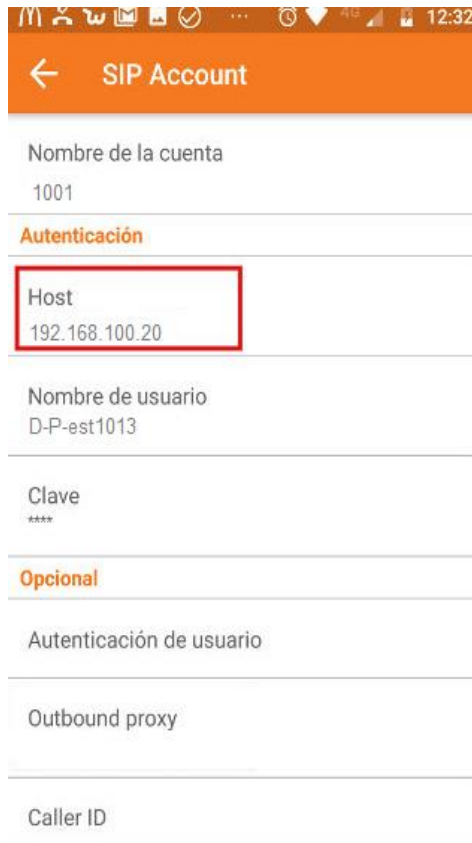 4G 12:32
SIP Account
Nombre de la cuenta
1001
Autenticación
Host
192.168.100.20
Nombre de usuario
D-P-est1013
Clave
****
Opcional
Autenticación de usuario
Outbound proxy
Caller ID